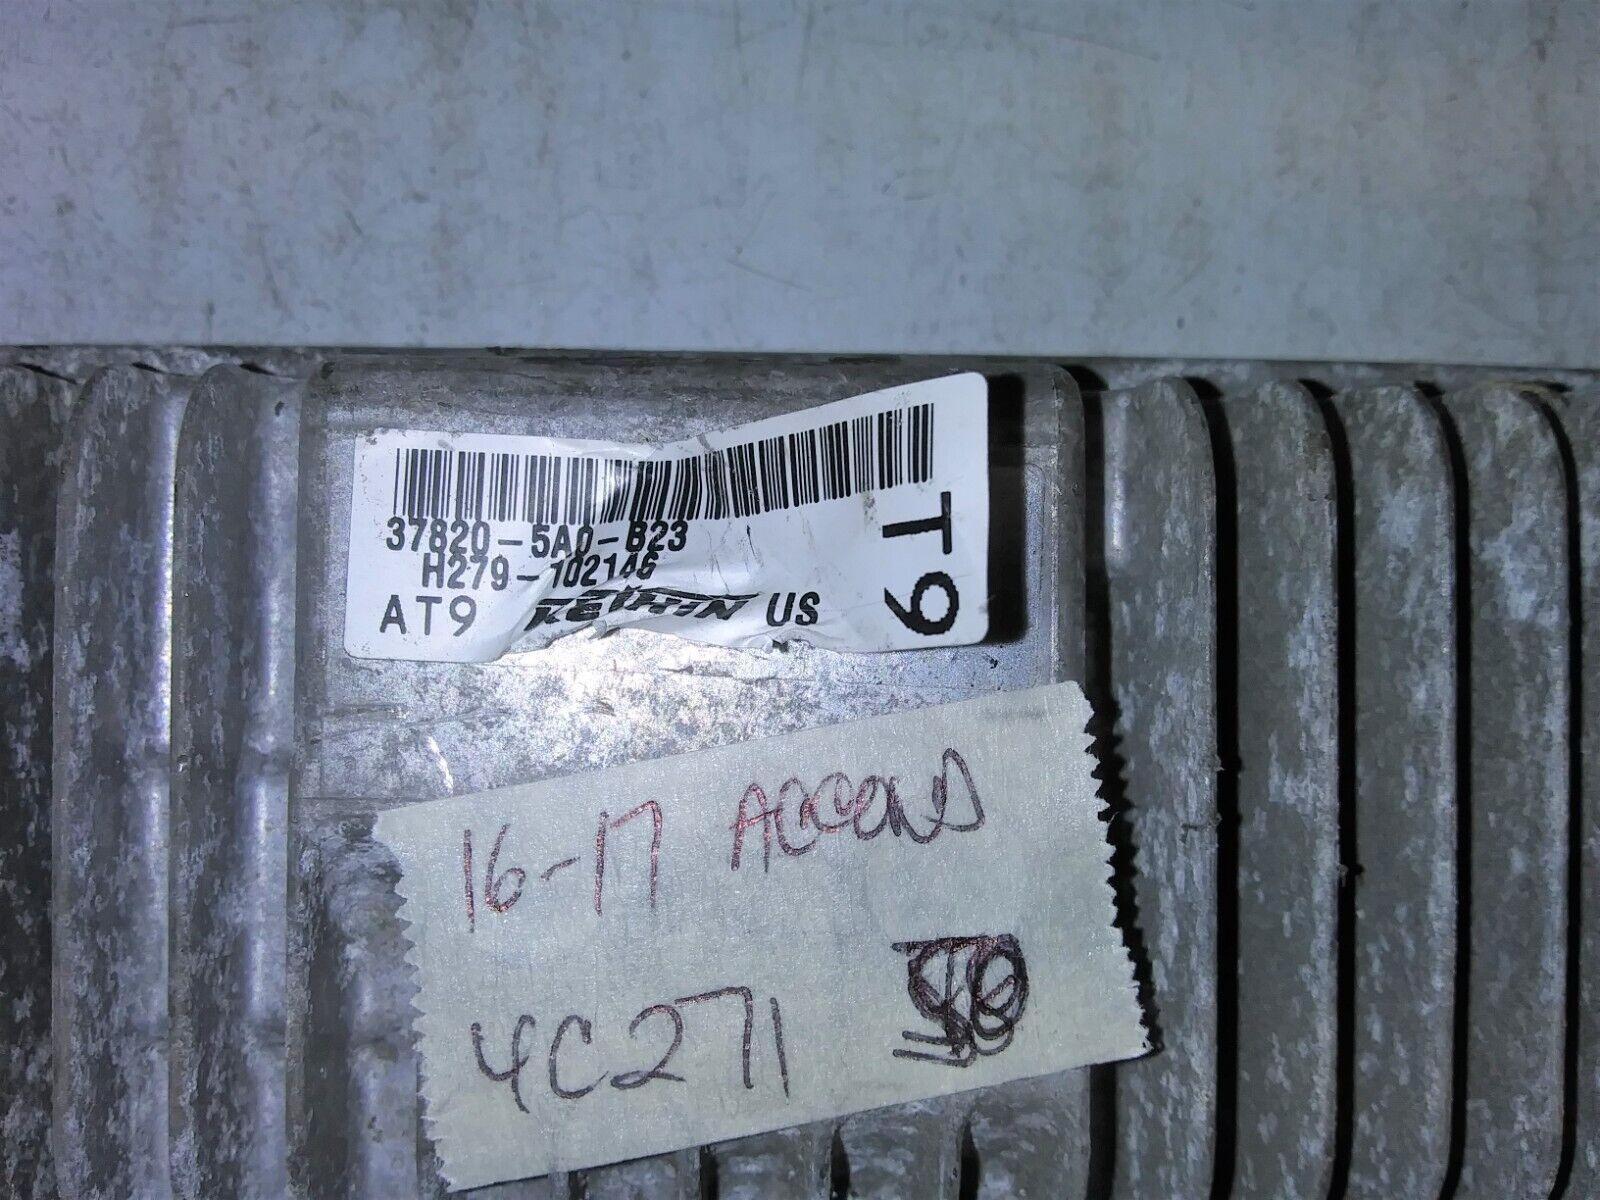 37820-5A0-B23
H279-102146
AT9 KEIHIN US
T9
16-17 ACCORD
4C271